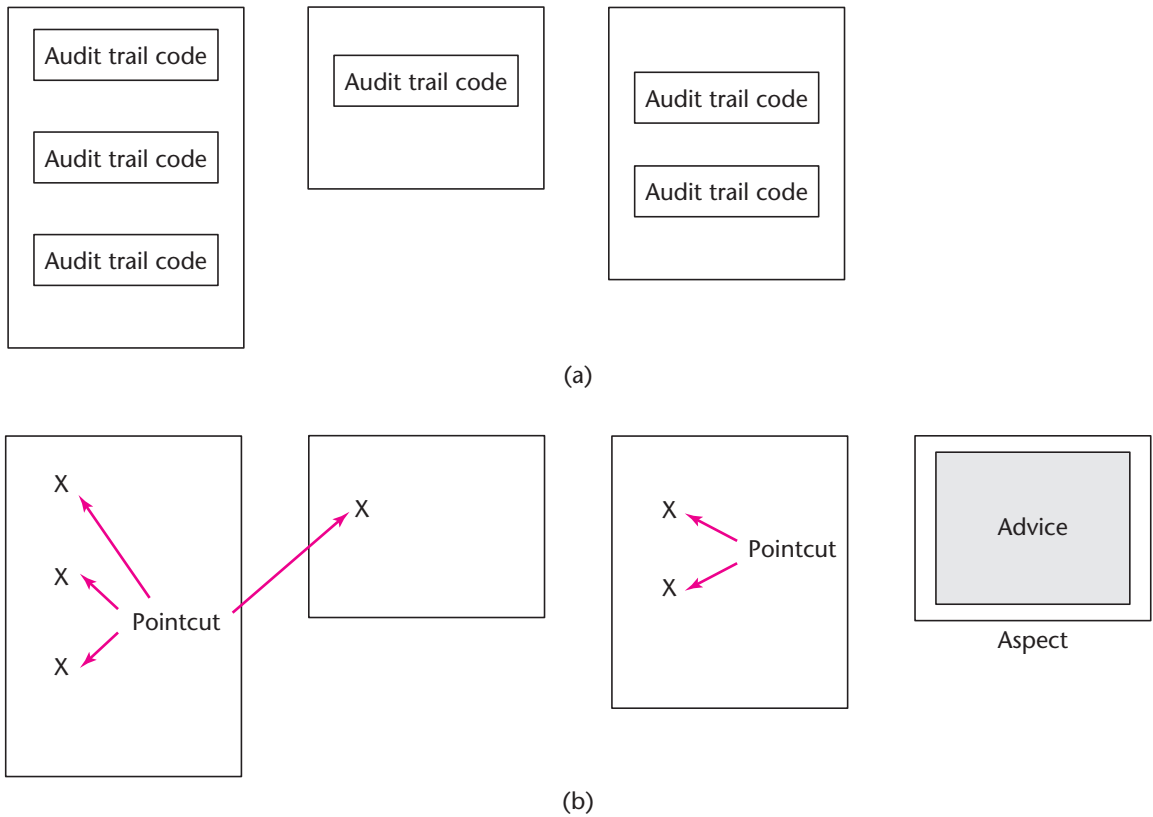 Audit trail code
Audit trail code
Audit trail code
Audit trail code
Audit trail code
Audit trail code
(a)
X
X
X
Pointcut
X
X
X
Pointcut
Advice
Aspect
(b)